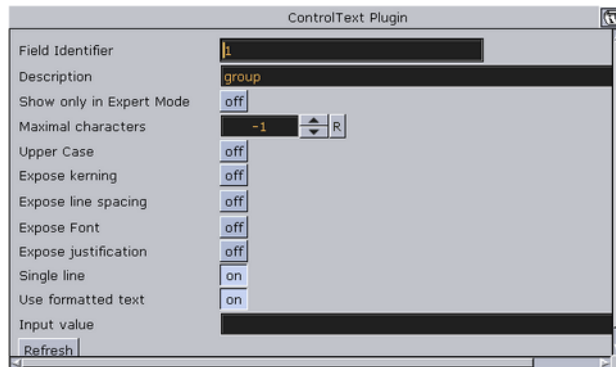 ControlText Plugin
Field Identifier 1
Description group
Show only in Expert Mode off
Maximal characters -1 R
Upper Case off
Expose kerning off
Expose line spacing off
Expose Font off
Expose justification off
Single line on
Use formatted text on
Input value
Refresh